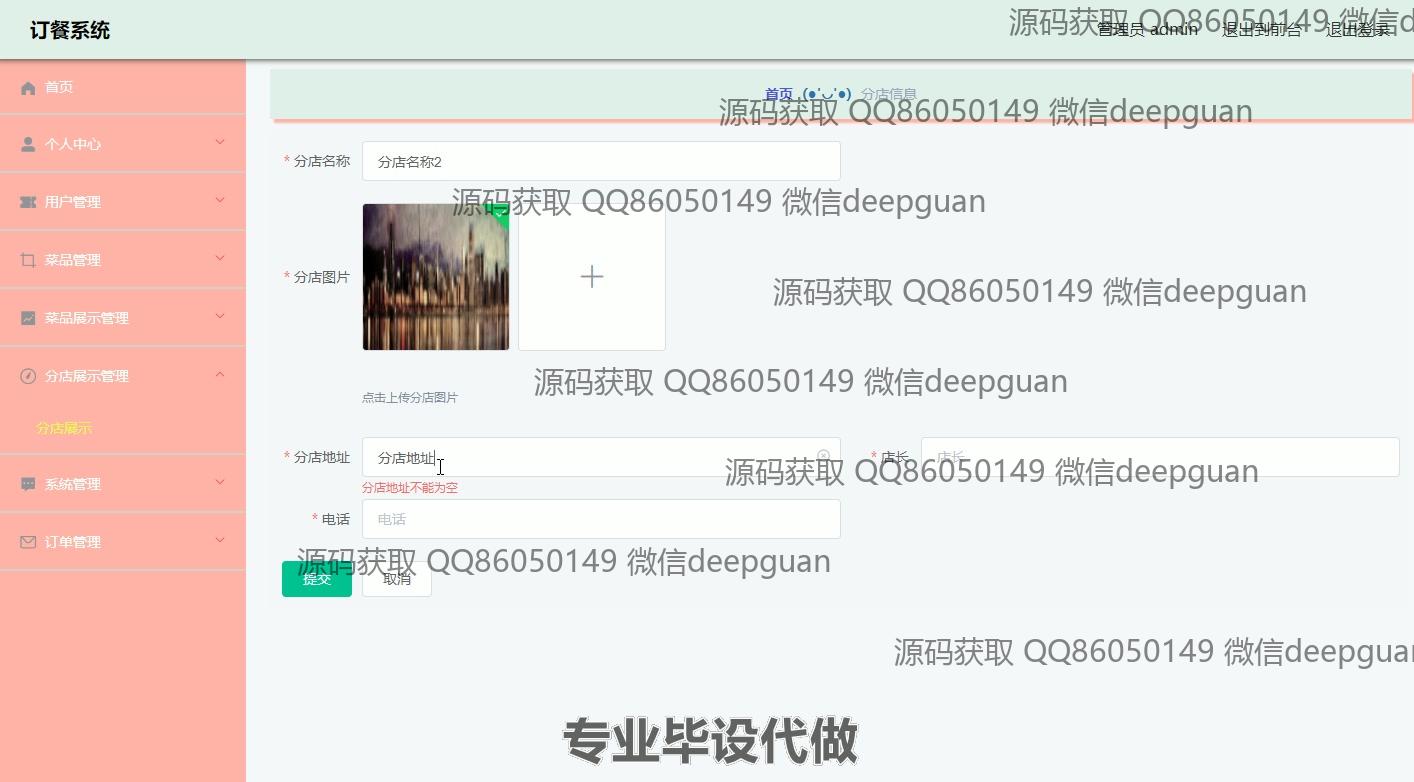 订餐系统
管理员 admin 退出到前台 退出登录
源码获取 QQ86050149 微信d
首页
个人中心
用户管理
菜品管理
菜品展示管理
分店展示管理
分店展示
系统管理
订单管理
首页 (●'◡'●) 分店信息
源码获取 QQ86050149 微信deepguan
* 分店名称 分店名称2
源码获取 QQ86050149 微信deepguan
* 分店图片
源码获取 QQ86050149 微信deepguan
源码获取 QQ86050149 微信deepguan
点击上传分店图片
* 分店地址 分店地址
* 店长 店长
源码获取 QQ86050149 微信deepguan
分店地址不能为空
* 电话 电话
源码获取 QQ86050149 微信deepguan
提交 取消
源码获取 QQ86050149 微信deepguan
专业毕设代做